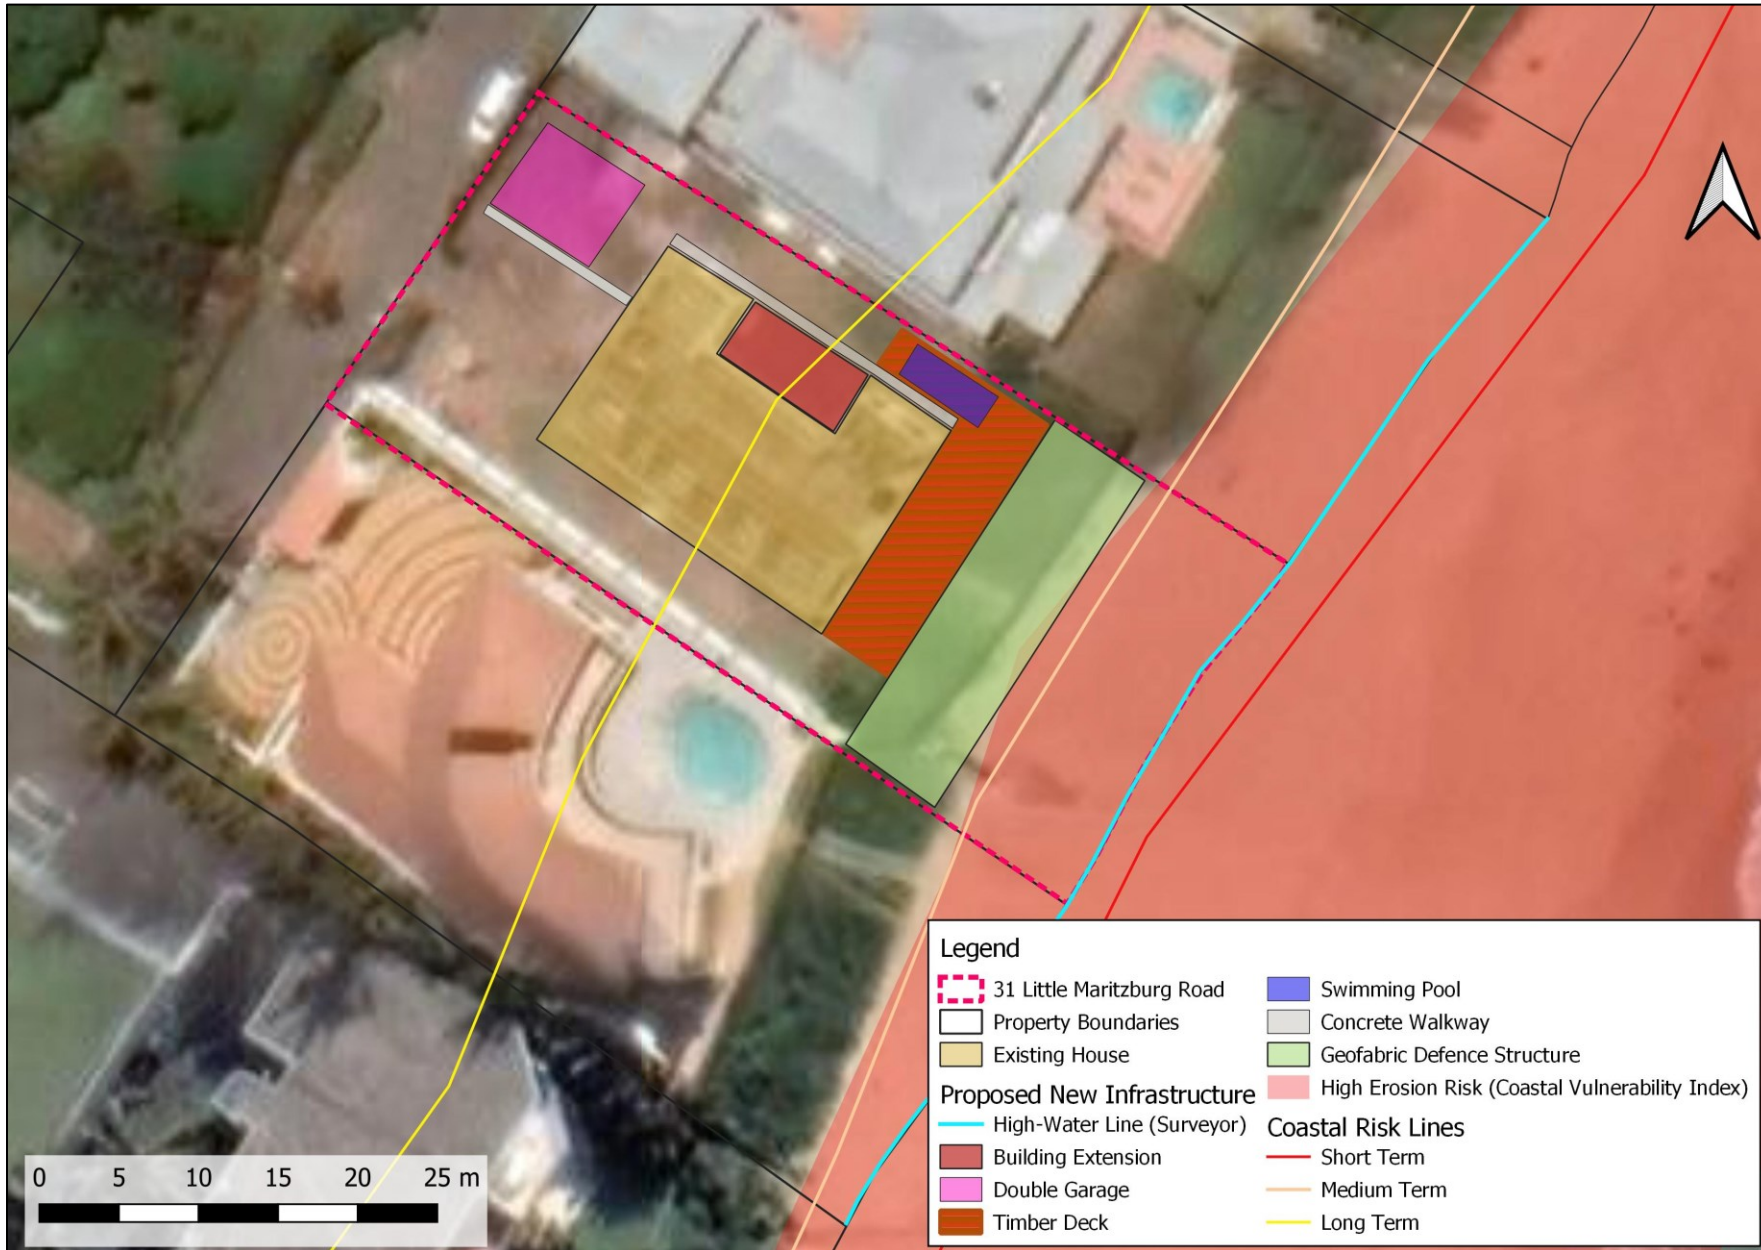 Legend
31 Little Maritzburg Road
Property Boundaries
Existing House
Proposed New Infrastructure
High-Water Line (Surveyor)
Building Extension
Double Garage
Timber Deck
Swimming Pool
Concrete Walkway
Geofabric Defence Structure
High Erosion Risk (Coastal Vulnerability Index)
Coastal Risk Lines
Short Term
Medium Term
Long Term
0 5 10 15 20 25 m